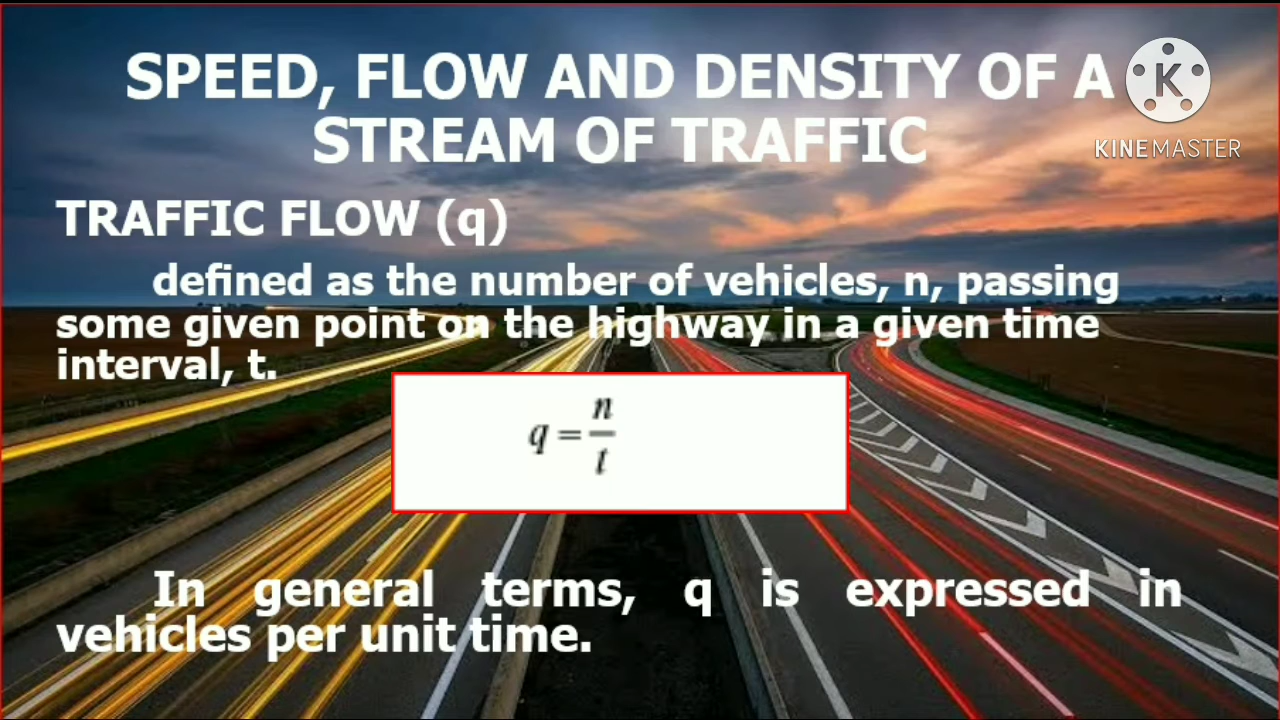 SPEED, FLOW AND DENSITY OF A
STREAM OF TRAFFIC
K
KINEMASTER
TRAFFIC FLOW (q)
defined as the number of vehicles, n, passing
some given point on the highway in a given time
interval, t.
q = n/t
In general terms, q is expressed in
vehicles per unit time.